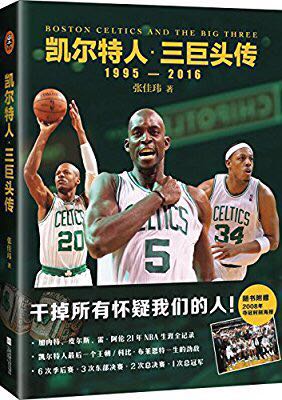 BOSTON CELTICS AND THE BIG THREE
凯尔特人·三巨头传
1995—2016
张佳玮 著
凯尔特人·三巨头传
张佳玮 著
CELTICS
20
CELTICS
5
CELTICS
34
干掉所有怀疑我们的人!
随书附赠
2008年
夺冠时刻海报
加内特、皮尔斯、雷·阿伦21年NBA生涯全记录
凯尔特人最后一个王朝/科比·布莱恩特一生的劲敌
6次季后赛·3次东部决赛·2次总决赛·1次总冠军